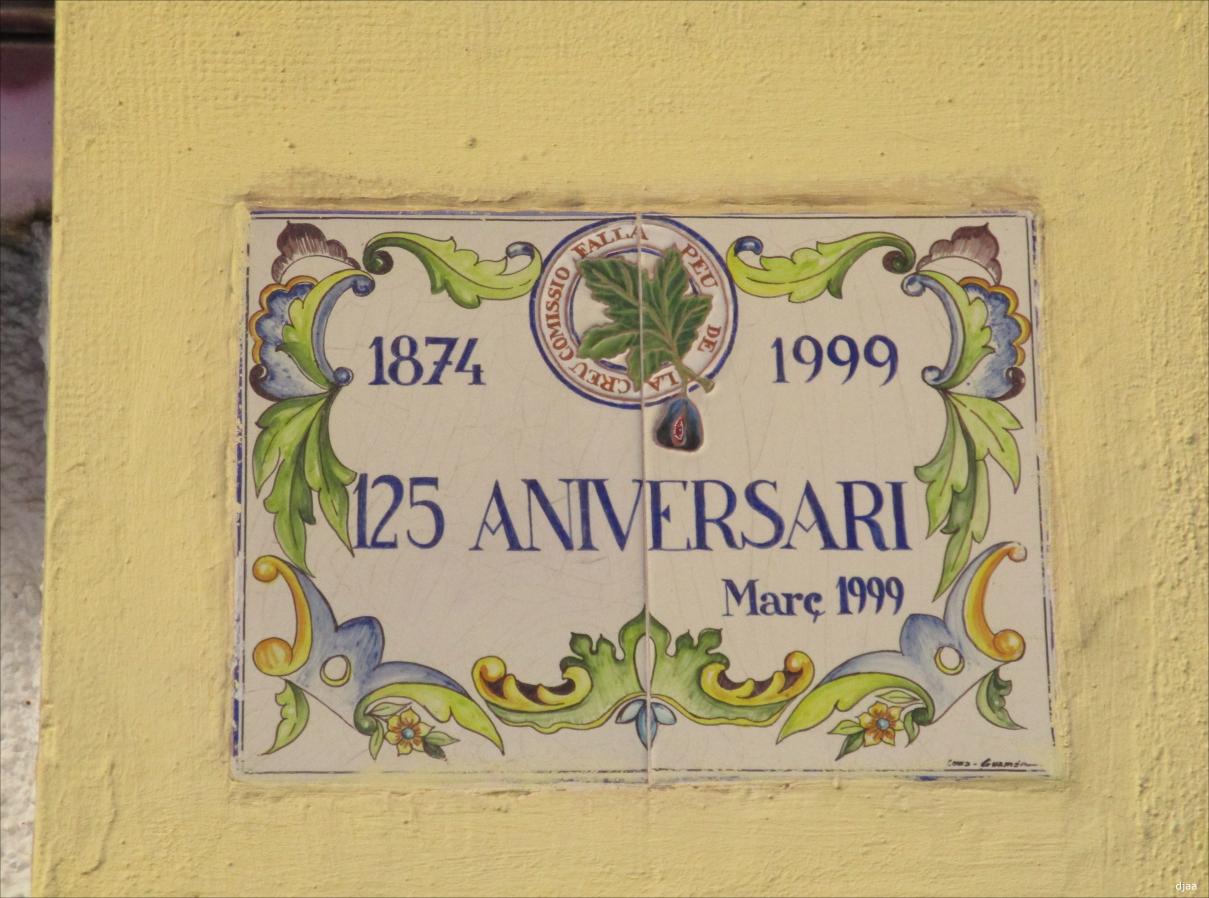 COMISSIO FALLA PEU DE LA CREU
1874
1999
125 ANIVERSARI
Març 1999
djaa